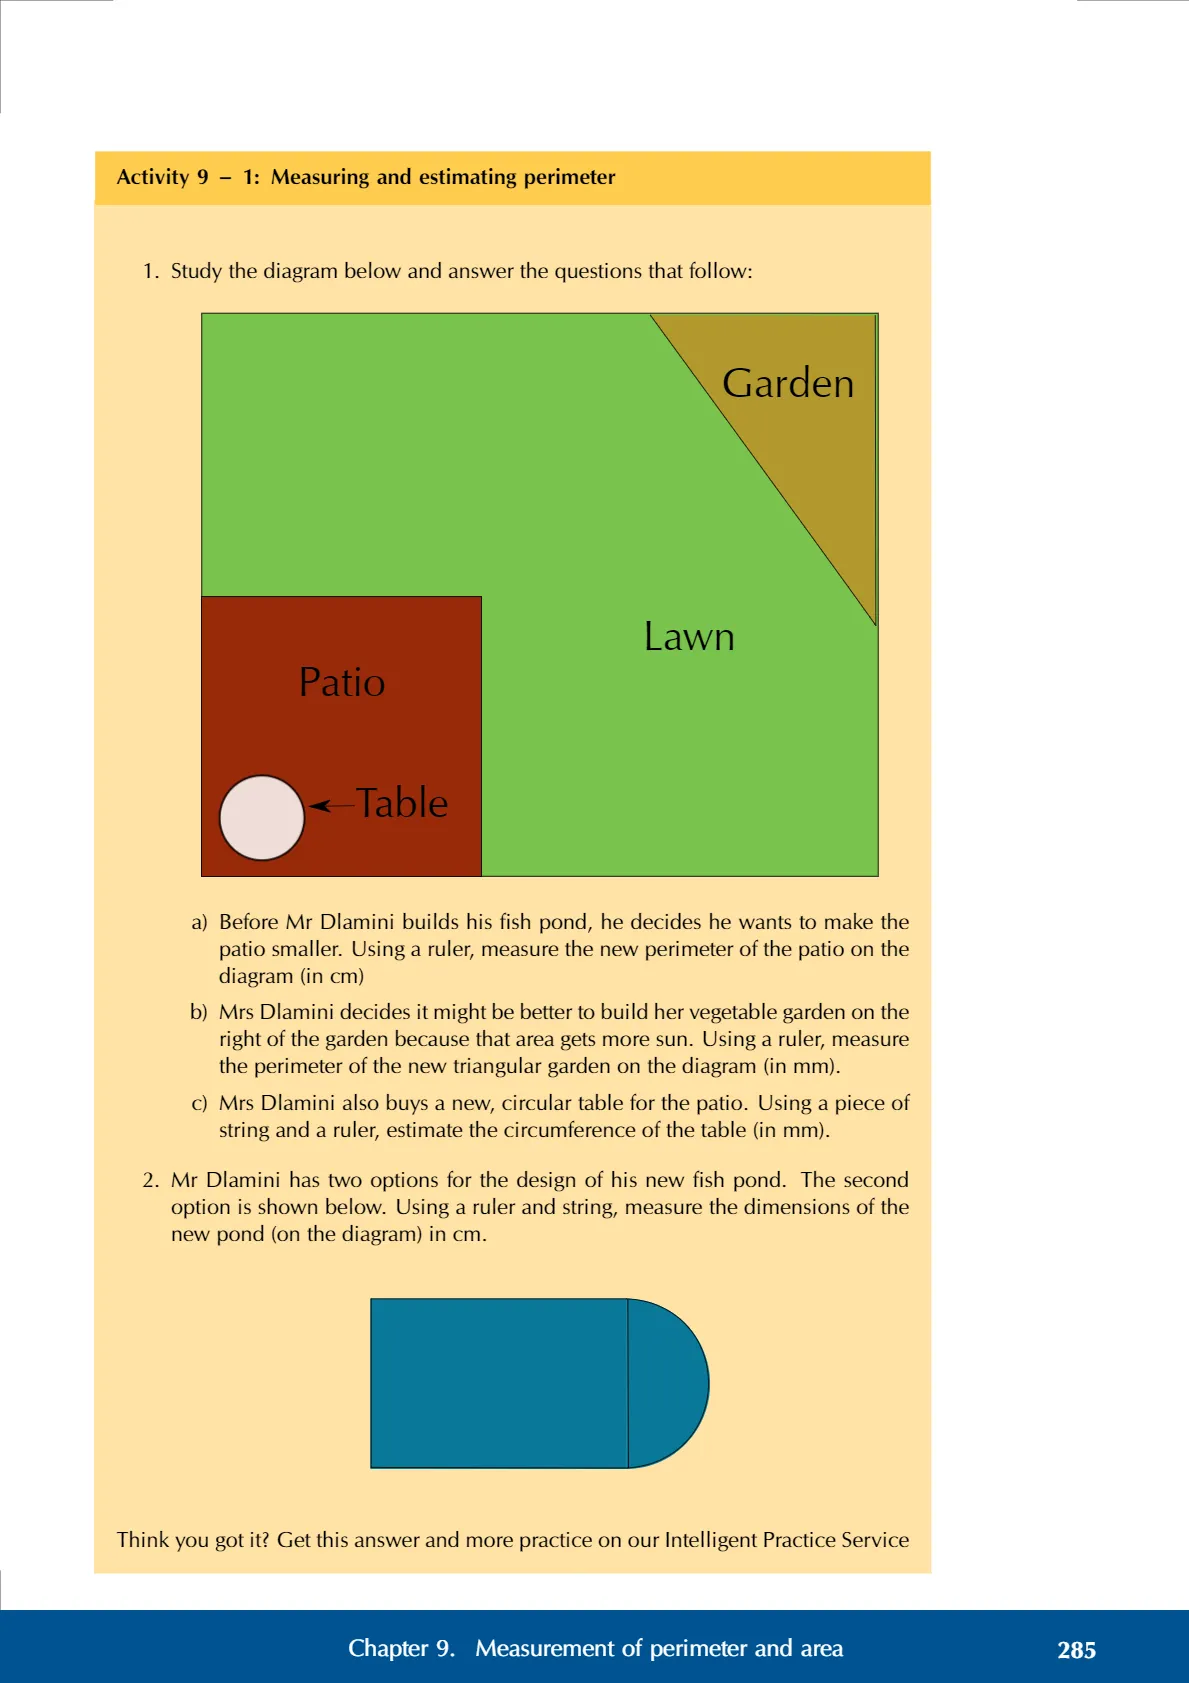 Activity 9 – 1: Measuring and estimating perimeter
1. Study the diagram below and answer the questions that follow:
Garden
Lawn
Patio
Table
a) Before Mr Dlamini builds his fish pond, he decides he wants to make the
patio smaller. Using a ruler, measure the new perimeter of the patio on the
diagram (in cm)
b) Mrs Dlamini decides it might be better to build her vegetable garden on the
right of the garden because that area gets more sun. Using a ruler, measure
the perimeter of the new triangular garden on the diagram (in mm).
c) Mrs Dlamini also buys a new, circular table for the patio. Using a piece of
string and a ruler, estimate the circumference of the table (in mm).
2. Mr Dlamini has two options for the design of his new fish pond. The second
option is shown below. Using a ruler and string, measure the dimensions of the
new pond (on the diagram) in cm.
Think you got it? Get this answer and more practice on our Intelligent Practice Service
Chapter 9. Measurement of perimeter and area 285